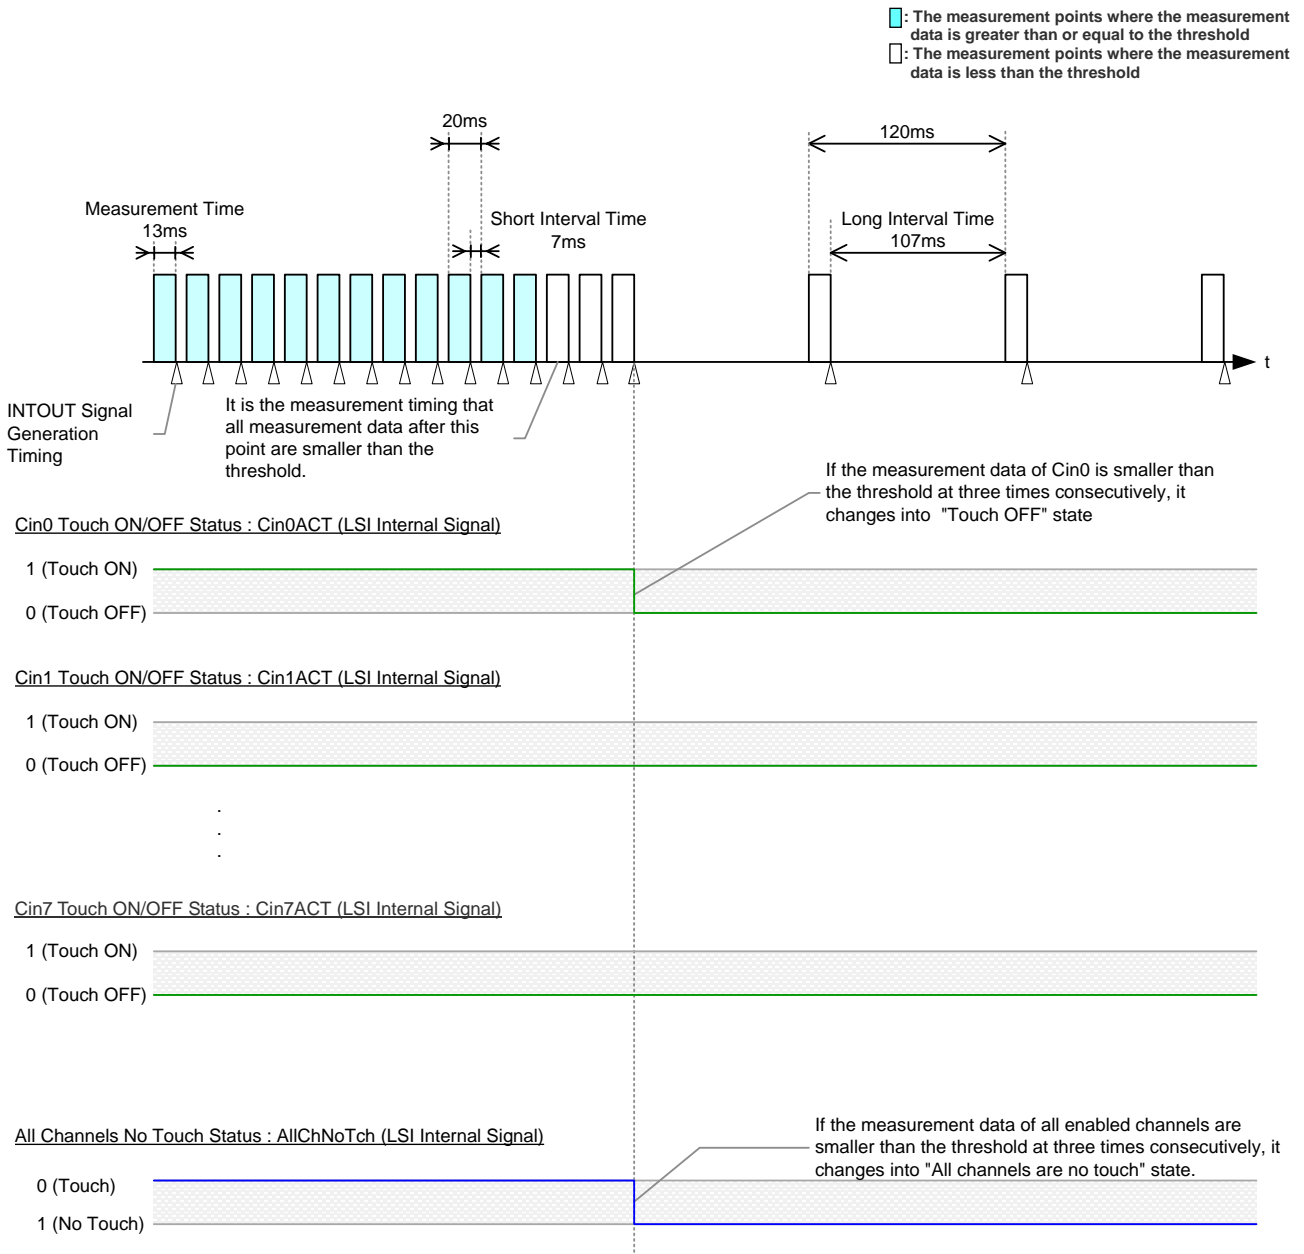 : The measurement points where the measurement
data is greater than or equal to the threshold
: The measurement points where the measurement
data is less than the threshold
20ms
120ms
Measurement Time
13ms
Short Interval Time
7ms
Long Interval Time
107ms
t
INTOUT Signal
Generation
Timing
It is the measurement timing that
all measurement data after this
point are smaller than the
threshold.
If the measurement data of Cin0 is smaller than
the threshold at three times consecutively, it
changes into "Touch OFF" state
Cin0 Touch ON/OFF Status : Cin0ACT (LSI Internal Signal)
1 (Touch ON)
0 (Touch OFF)
Cin1 Touch ON/OFF Status : Cin1ACT (LSI Internal Signal)
1 (Touch ON)
0 (Touch OFF)
.
.
.
Cin7 Touch ON/OFF Status : Cin7ACT (LSI Internal Signal)
1 (Touch ON)
0 (Touch OFF)
If the measurement data of all enabled channels are
smaller than the threshold at three times consecutively, it
changes into "All channels are no touch" state.
All Channels No Touch Status : AllChNoTch (LSI Internal Signal)
0 (Touch)
1 (No Touch)